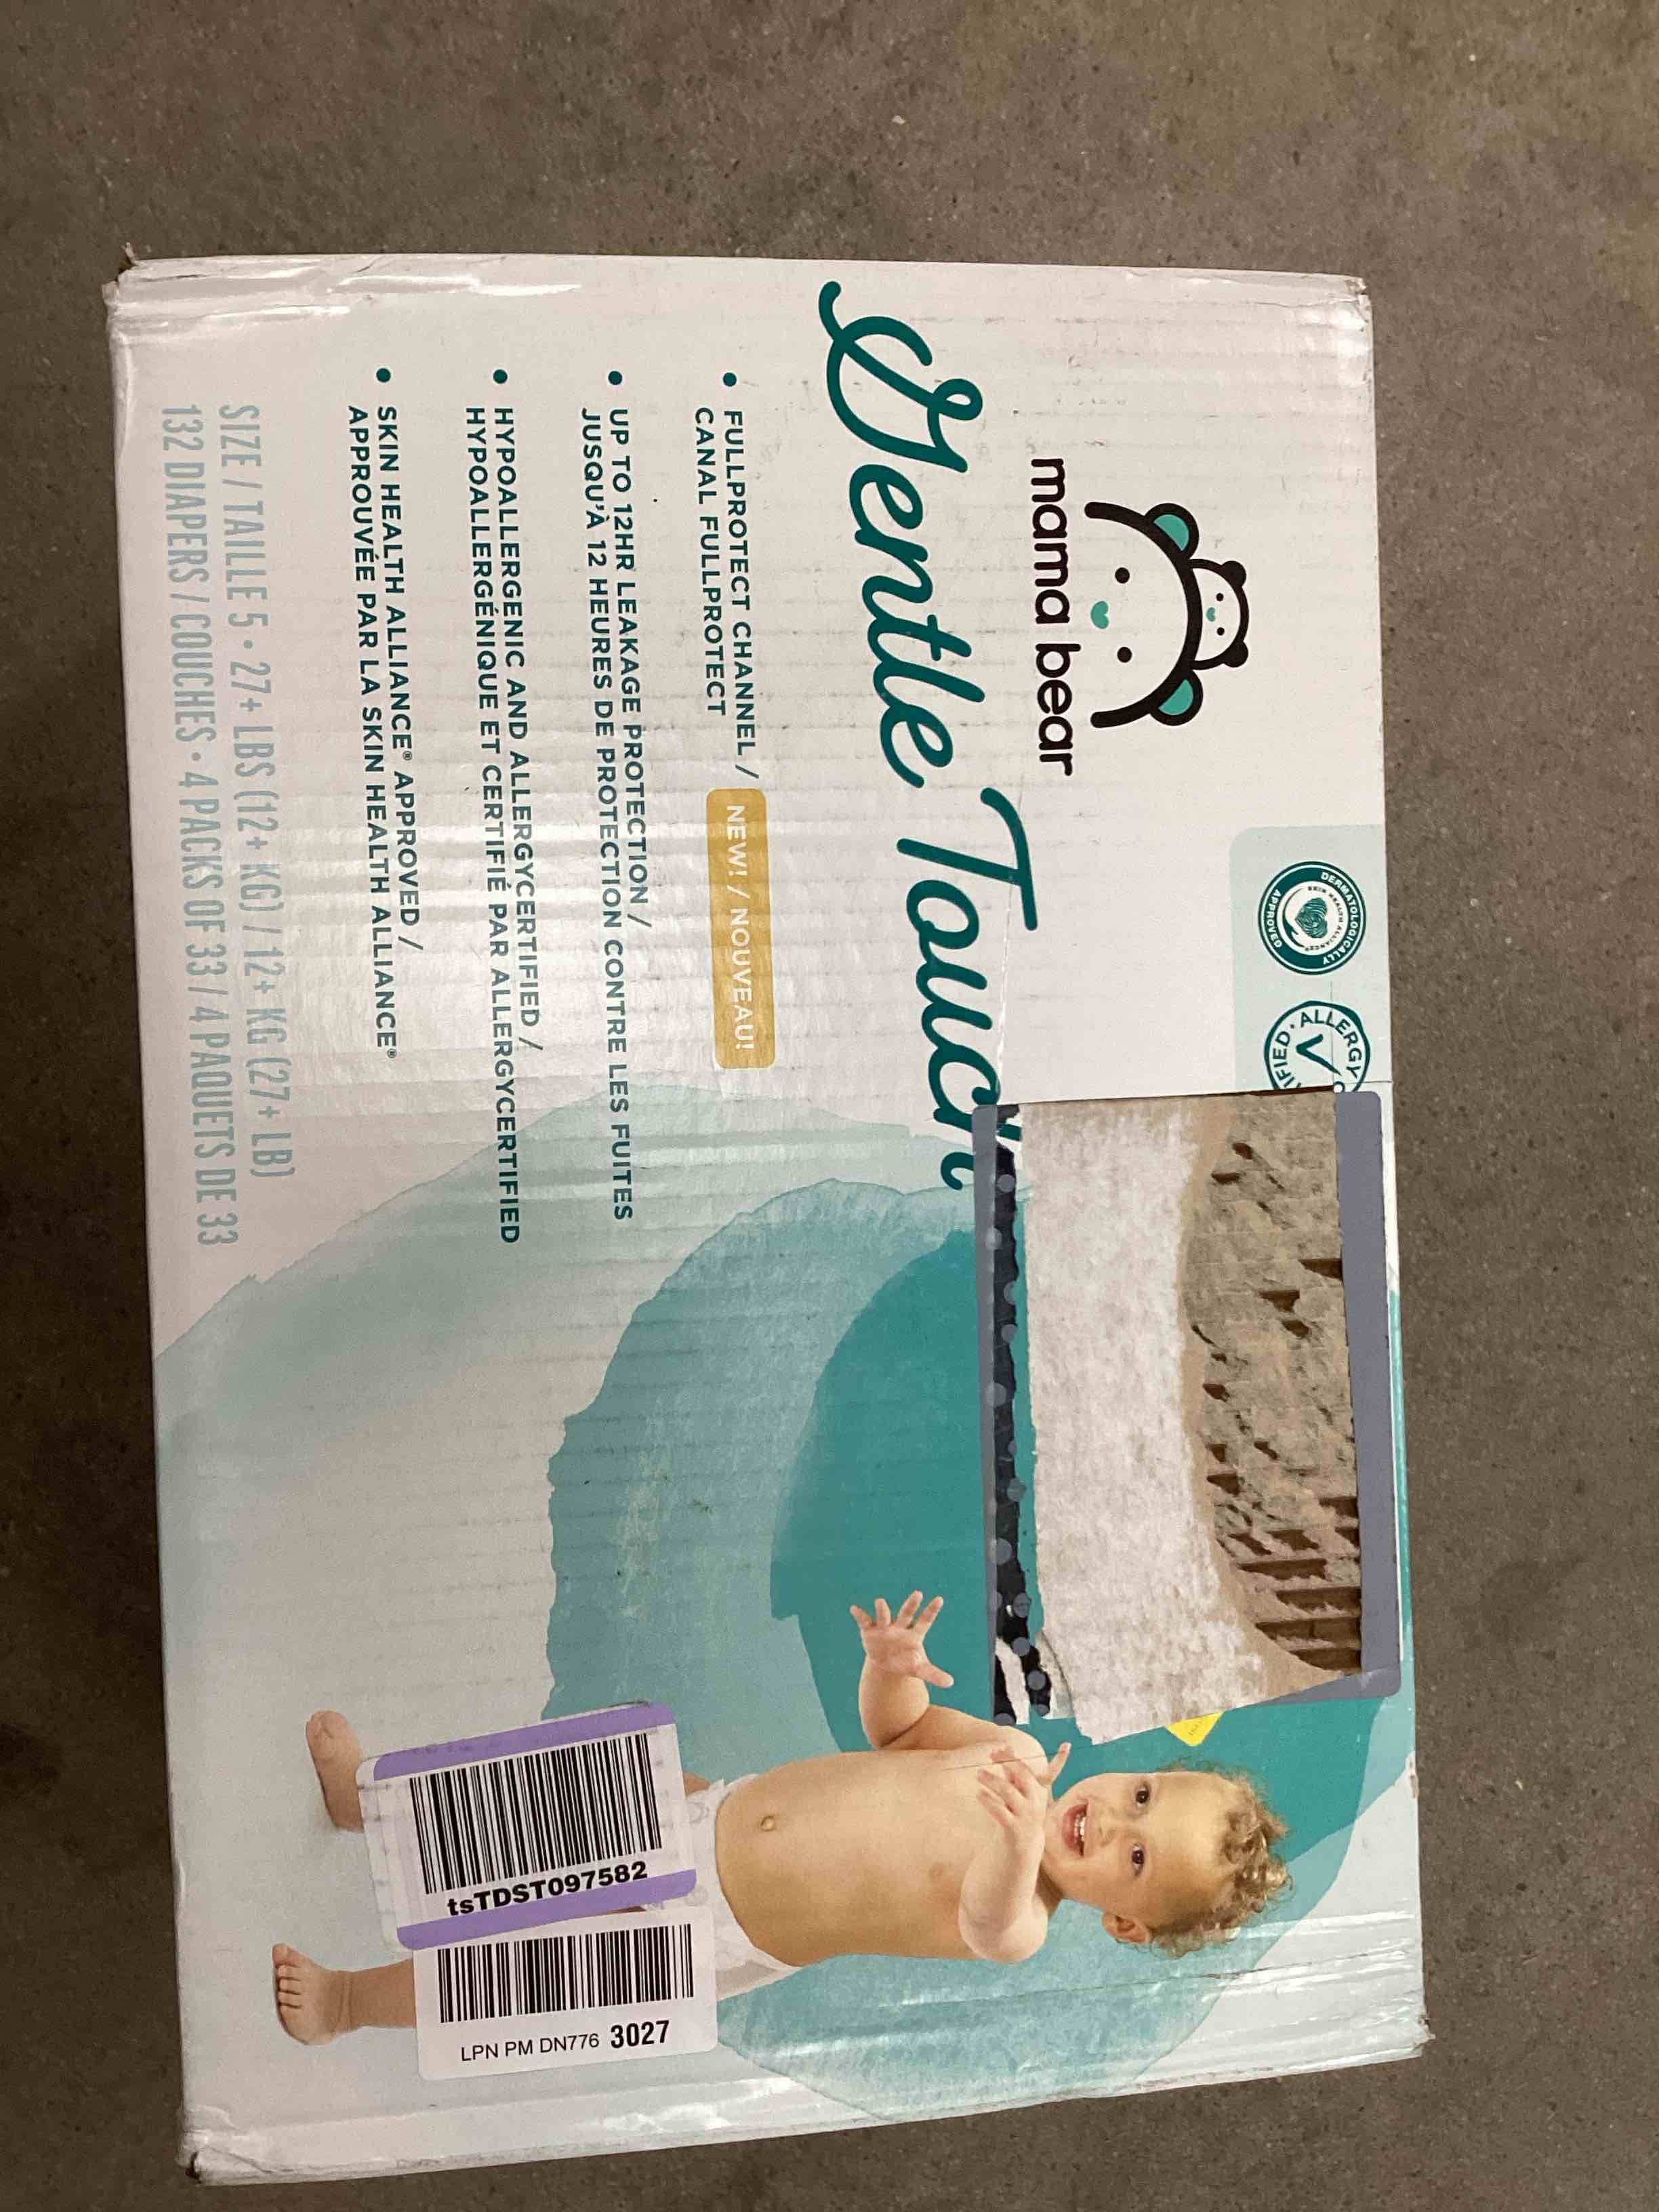 mama bear
Gentle Touch
DERMATOLOGICALLY
SKIN HEALTH ALLIANCE
APPROVED
ALLERGY
• FULLPROTECT CHANNEL /
CANAL FULLPROTECT
NEW! / NOUVEAU!
• UP TO 12HR LEAKAGE PROTECTION /
JUSQU'À 12 HEURES DE PROTECTION CONTRE LES FUITES
• HYPOALLERGENIC AND ALLERGYCERTIFIED /
HYPOALLERGÉNIQUE ET CERTIFIÉ PAR ALLERGYCERTIFIED
• SKIN HEALTH ALLIANCE® APPROVED /
APPROUVÉE PAR LA SKIN HEALTH ALLIANCE®
SIZE / TAILLE 5 • 27+ LBS (12+ KG) / 12+ KG (27+ LB)
132 DIAPERS / COUCHES • 4 PACKS OF 33 / 4 PAQUETS DE 33
tsTDST097582
LPN PM DN776 3027